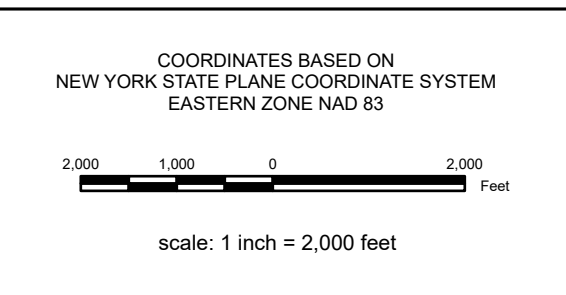 COORDINATES BASED ON
NEW YORK STATE PLANE COORDINATE SYSTEM
EASTERN ZONE NAD 83
2,000 1,000 0 2,000
Feet
scale: 1 inch = 2,000 feet